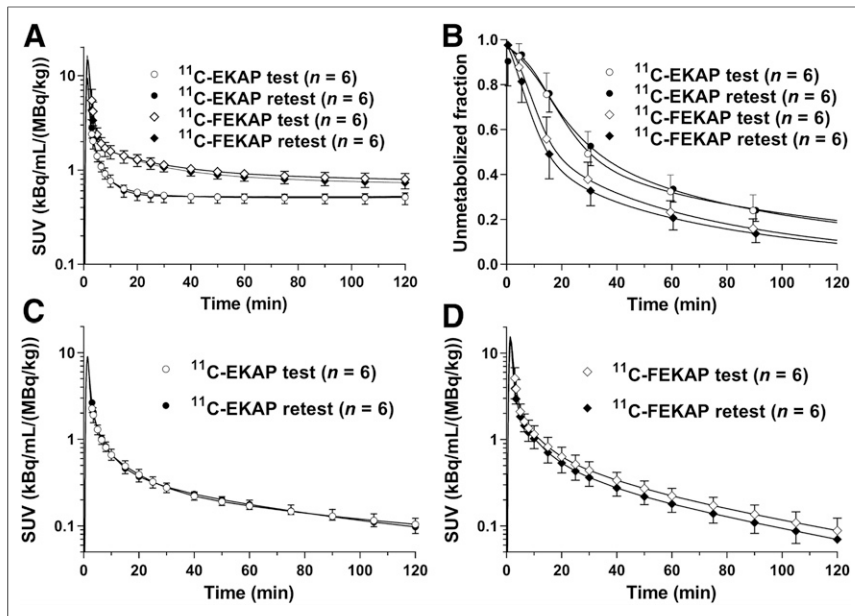 A
SUV (kBq/mL/(MBq/kg))
10
1
0.1
¹¹C-EKAP test (n = 6)
¹¹C-EKAP retest (n = 6)
¹¹C-FEKAP test (n = 6)
¹¹C-FEKAP retest (n = 6)
0 20 40 60 80 100 120
Time (min)
B
Unmetabolized fraction
1.0
0.8
0.6
0.4
0.2
0.0
¹¹C-EKAP test (n = 6)
¹¹C-EKAP retest (n = 6)
¹¹C-FEKAP test (n = 6)
¹¹C-FEKAP retest (n = 6)
0 20 40 60 80 100 120
Time (min)
C
SUV (kBq/mL/(MBq/kg))
10
1
0.1
¹¹C-EKAP test (n = 6)
¹¹C-EKAP retest (n = 6)
0 20 40 60 80 100 120
Time (min)
D
SUV (kBq/mL/(MBq/kg))
10
1
0.1
¹¹C-FEKAP test (n = 6)
¹¹C-FEKAP retest (n = 6)
0 20 40 60 80 100 120
Time (min)